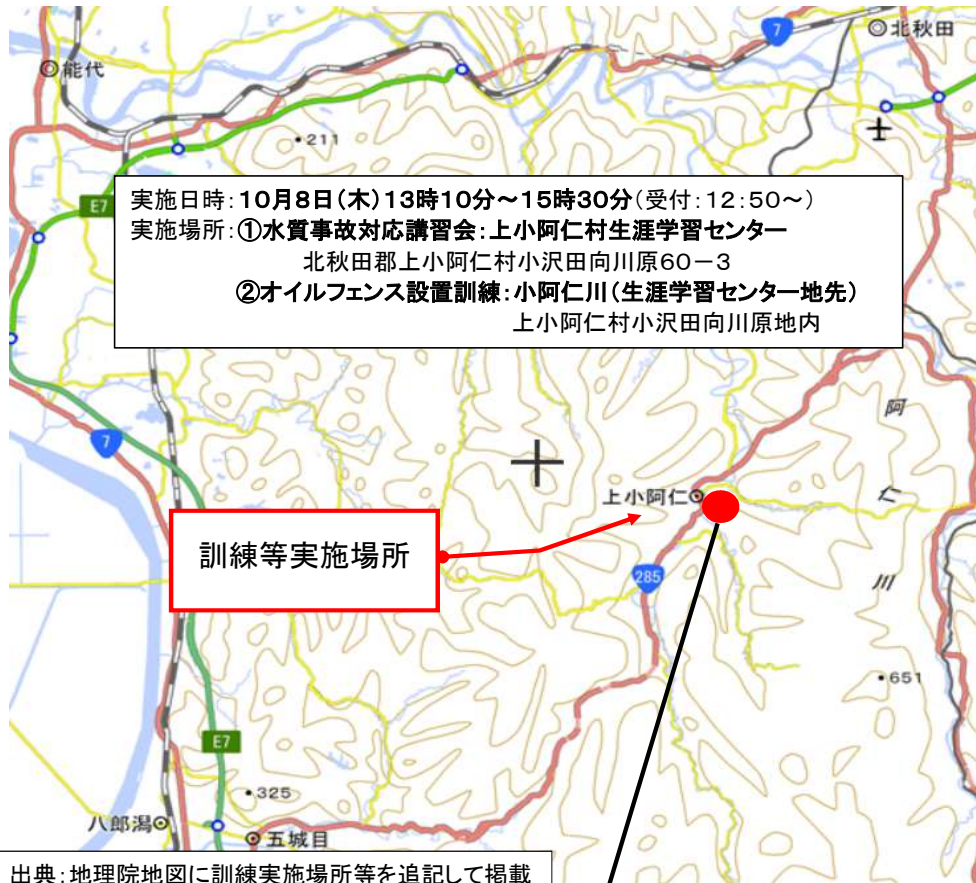 7
◎北秋田
◎能代
・211
E7
実施日時:10月8日(木)13時10分～15時30分(受付:12:50～)
実施場所:①水質事故対応講習会:上小阿仁村生涯学習センター
北秋田郡上小阿仁村小沢田向川原60－3
②オイルフェンス設置訓練:小阿仁川(生涯学習センター地先)
上小阿仁村小沢田向川原地内
7
阿仁川
上小阿仁
訓練等実施場所
285
・651
E7
・325
八郎潟
五城目
出典:地理院地図に訓練実施場所等を追記して掲載